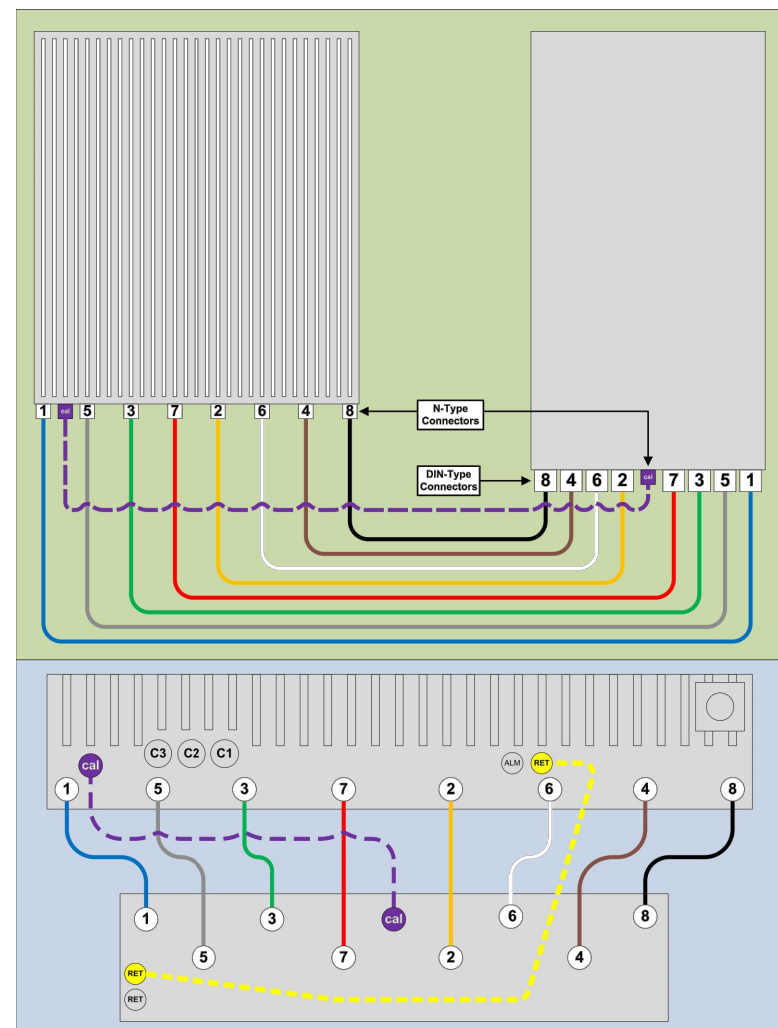 1 cal 5 3 7 2 6 4 8
N-Type
Connectors
DIN-Type
Connectors
8 4 6 2 cal 7 3 5 1
C3 C2 C1
cal
ALM RET
1 5 3 7 2 6 4 8
1 3 cal 6 8
5 7 2 4
RET
RET